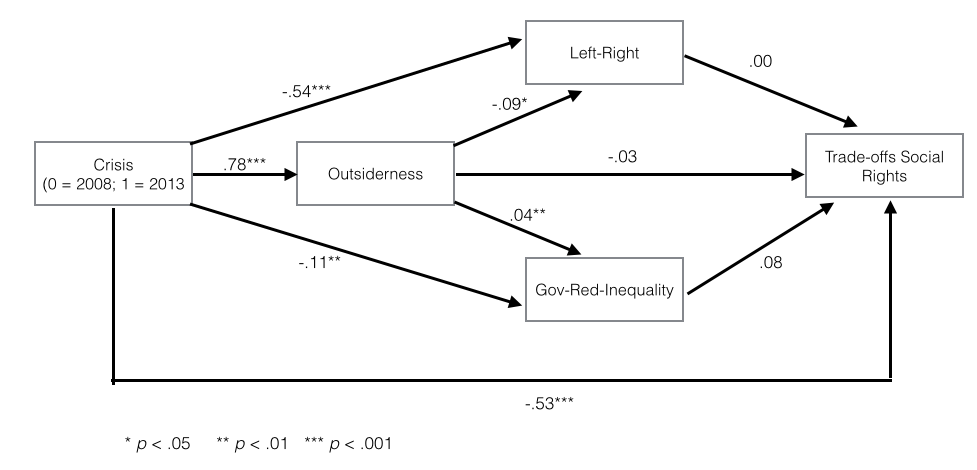 Left-Right
.00
-.54***
-.09*
Crisis
(0 = 2008; 1 = 2013
.78***
Outsiderness
-.03
Trade-offs Social
Rights
.04**
-.11**
Gov-Red-Inequality
.08
-.53***
* p < .05 ** p < .01 *** p < .001